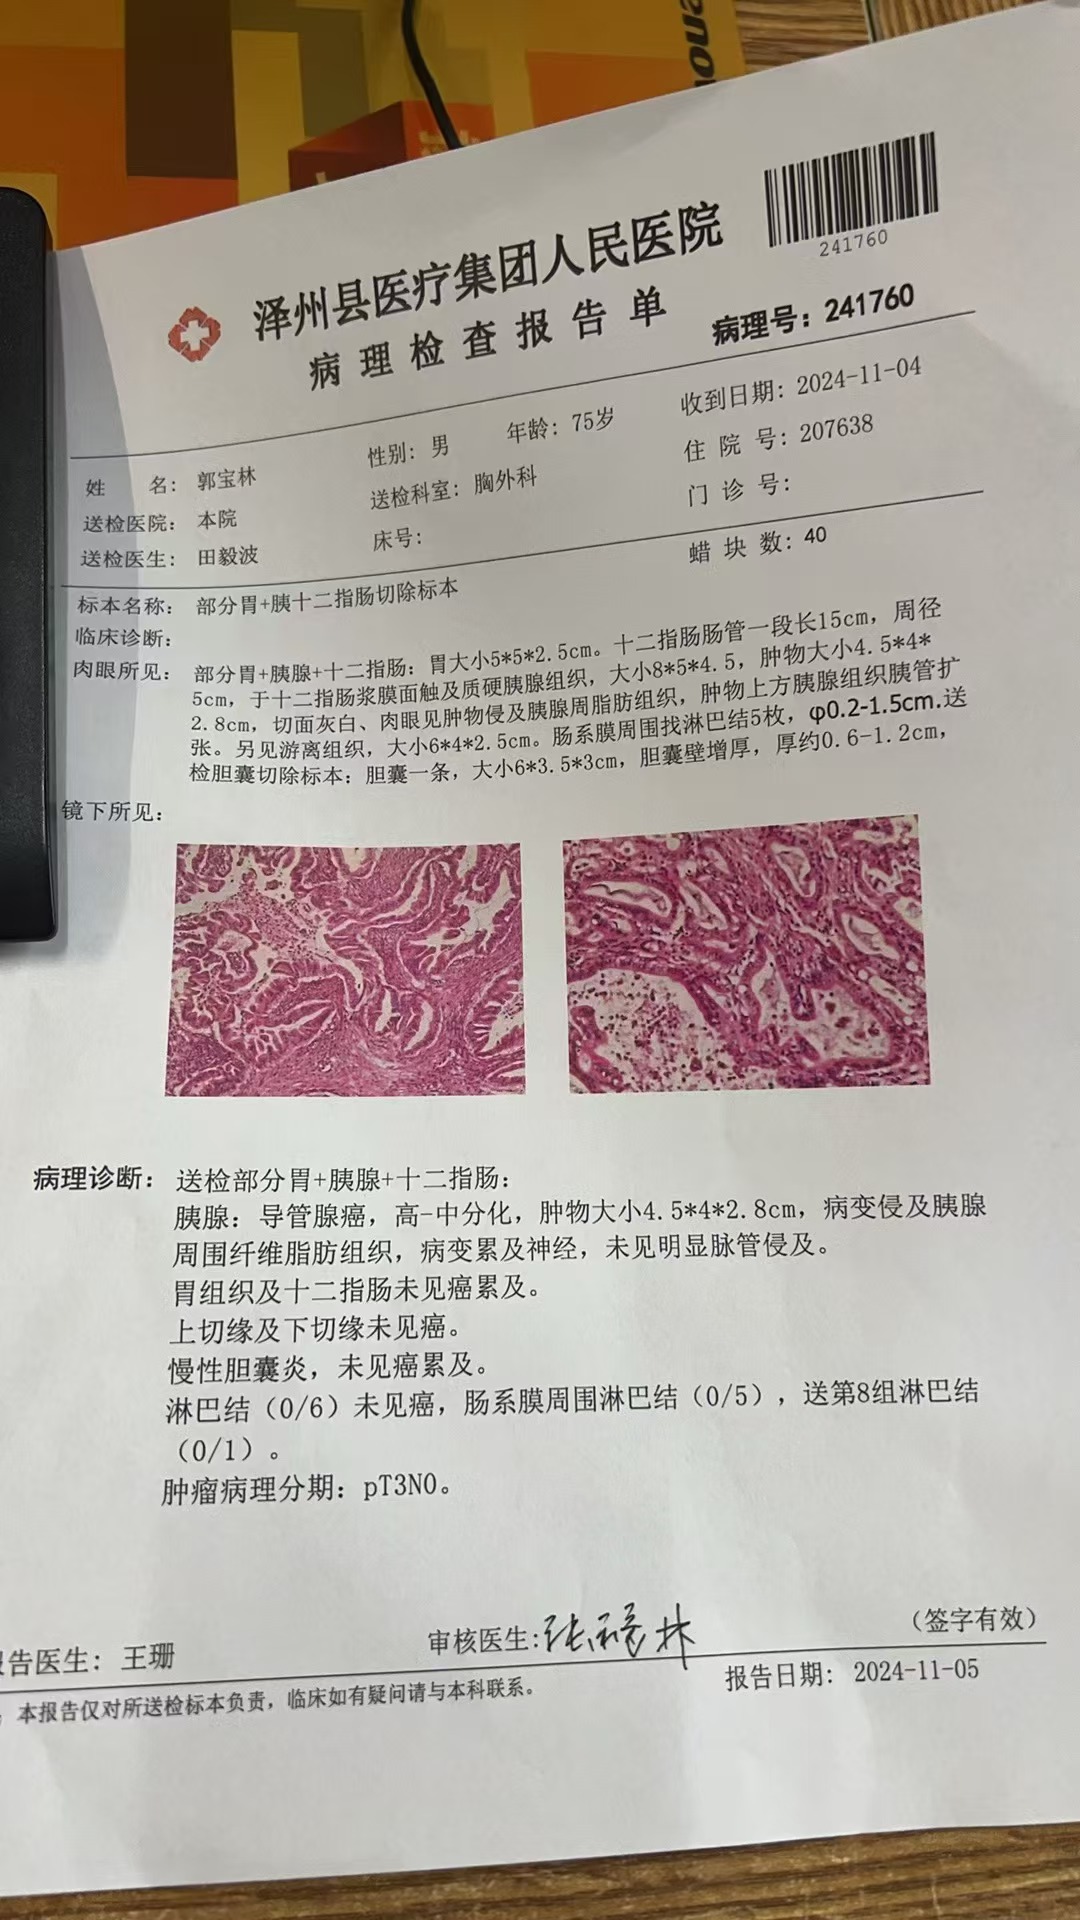 enovo
241760
泽州县医疗集团人民医院
病理检查报告单
病理号：241760
姓 名：郭宝林 性别：男 年龄：75岁 收到日期：2024-11-04
送检医院：本院 送检科室：胸外科 住 院 号：207638
送检医生：田毅波 床号： 门 诊 号：
蜡 块 数：40
标本名称：部分胃+胰十二指肠切除标本
临床诊断：
肉眼所见：部分胃+胰腺+十二指肠：胃大小5*5*2.5cm。十二指肠肠管一段长15cm，周径
5cm，于十二指肠浆膜面触及质硬胰腺组织，大小8*5*4.5，肿物大小4.5*4*
2.8cm，切面灰白、肉眼见肿物侵及胰腺周脂肪组织，肿物上方胰腺组织胰管扩
张。另见游离组织，大小6*4*2.5cm。肠系膜周围找淋巴结5枚，φ0.2-1.5cm.送
检胆囊切除标本：胆囊一条，大小6*3.5*3cm，胆囊壁增厚，厚约0.6-1.2cm，
镜下所见：
病理诊断：送检部分胃+胰腺+十二指肠：
胰腺：导管腺癌，高-中分化，肿物大小4.5*4*2.8cm，病变侵及胰腺
周围纤维脂肪组织，病变累及神经，未见明显脉管侵及。
胃组织及十二指肠未见癌累及。
上切缘及下切缘未见癌。
慢性胆囊炎，未见癌累及。
淋巴结（0/6）未见癌，肠系膜周围淋巴结（0/5），送第8组淋巴结
（0/1）。
肿瘤病理分期：pT3N0。
告医生：王珊 审核医生： （签字有效）
本报告仅对所送检标本负责，临床如有疑问请与本科联系。 报告日期：2024-11-05